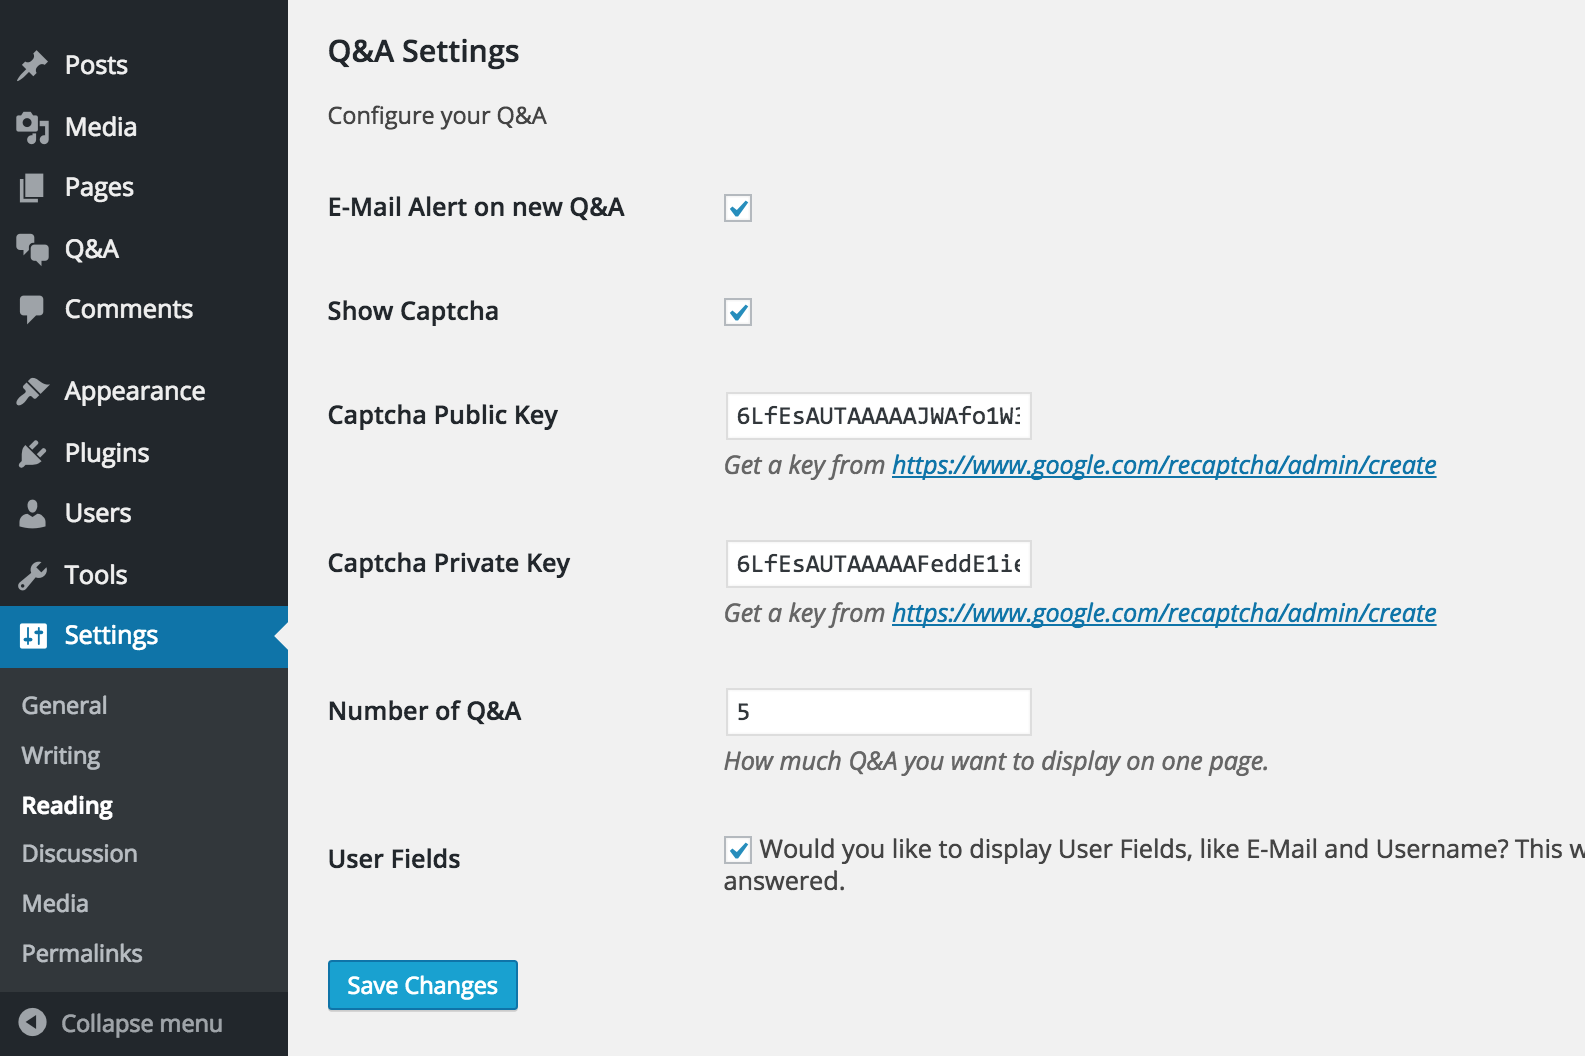 Posts
Media
Pages
Q&A
Comments
Appearance
Plugins
Users
Tools
Settings
General
Writing
Reading
Discussion
Media
Permalinks
Collapse menu
Q&A Settings
Configure your Q&A
E-Mail Alert on new Q&A
Show Captcha
Captcha Public Key
6LfEsAUTAAAAAJWAfo1W
Get a key from https://www.google.com/recaptcha/admin/create
Captcha Private Key
6LfEsAUTAAAAAFeddE1i
Get a key from https://www.google.com/recaptcha/admin/create
Number of Q&A
5
How much Q&A you want to display on one page.
User Fields
Would you like to display User Fields, like E-Mail and Username? This
answered.
Save Changes